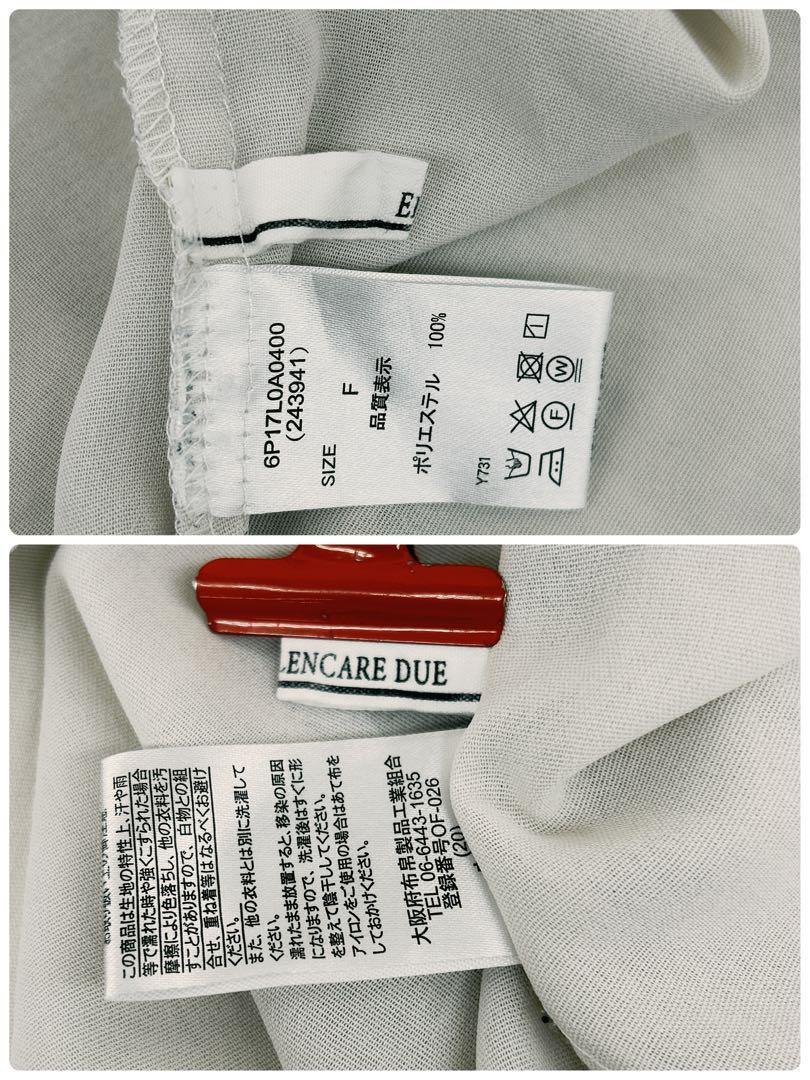 6P17L0A0400
(243941)
SIZE
F
品質表示
ポリエステル 100%
Y731
F
W
ENCARE DUE
この商品は生地の特性上、汗や雨
等で濡れた時や強くこすられた場合
摩擦により色落ちし、他の衣料を汚
すことがありますので、白物との組
合せ、重ね着等はなるべくお避け
ください。
また、他の衣料とは別に洗濯して
ください。
濡れたまま放置すると、移染の原因
になりますので、洗濯後はすぐに形
を整えて陰干ししてください。
アイロンをご使用の場合はあて布を
しておかけください。
大阪府布帛製品工業組合
TEL 06-6443-1635
登録番号OF-026
(20)